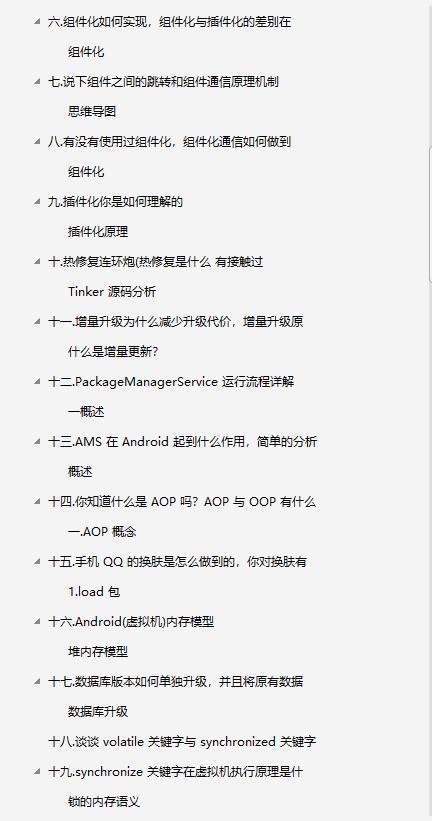 六.组件化如何实现，组件化与插件化的差别在
组件化
七.说下组件之间的跳转和组件通信原理机制
思维导图
八.有没有使用过组件化，组件化通信如何做到
组件化
九.插件化你是如何理解的
插件化原理
十.热修复连环炮(热修复是什么 有接触过
Tinker 源码分析
十一.增量升级为什么减少升级代价，增量升级原
什么是增量更新？
十二.PackageManagerService 运行流程详解
一概述
十三.AMS 在 Android 起到什么作用，简单的分析
概述
十四.你知道什么是 AOP 吗？AOP 与 OOP 有什么
一.AOP 概念
十五.手机 QQ 的换肤是怎么做到的，你对换肤有
1.load 包
十六.Android(虚拟机)内存模型
堆内存模型
十七.数据库版本如何单独升级，并且将原有数据
数据库升级
十八.谈谈 volatile 关键字与 synchronized 关键字
十九.synchronize 关键字在虚拟机执行原理是什
锁的内存语义